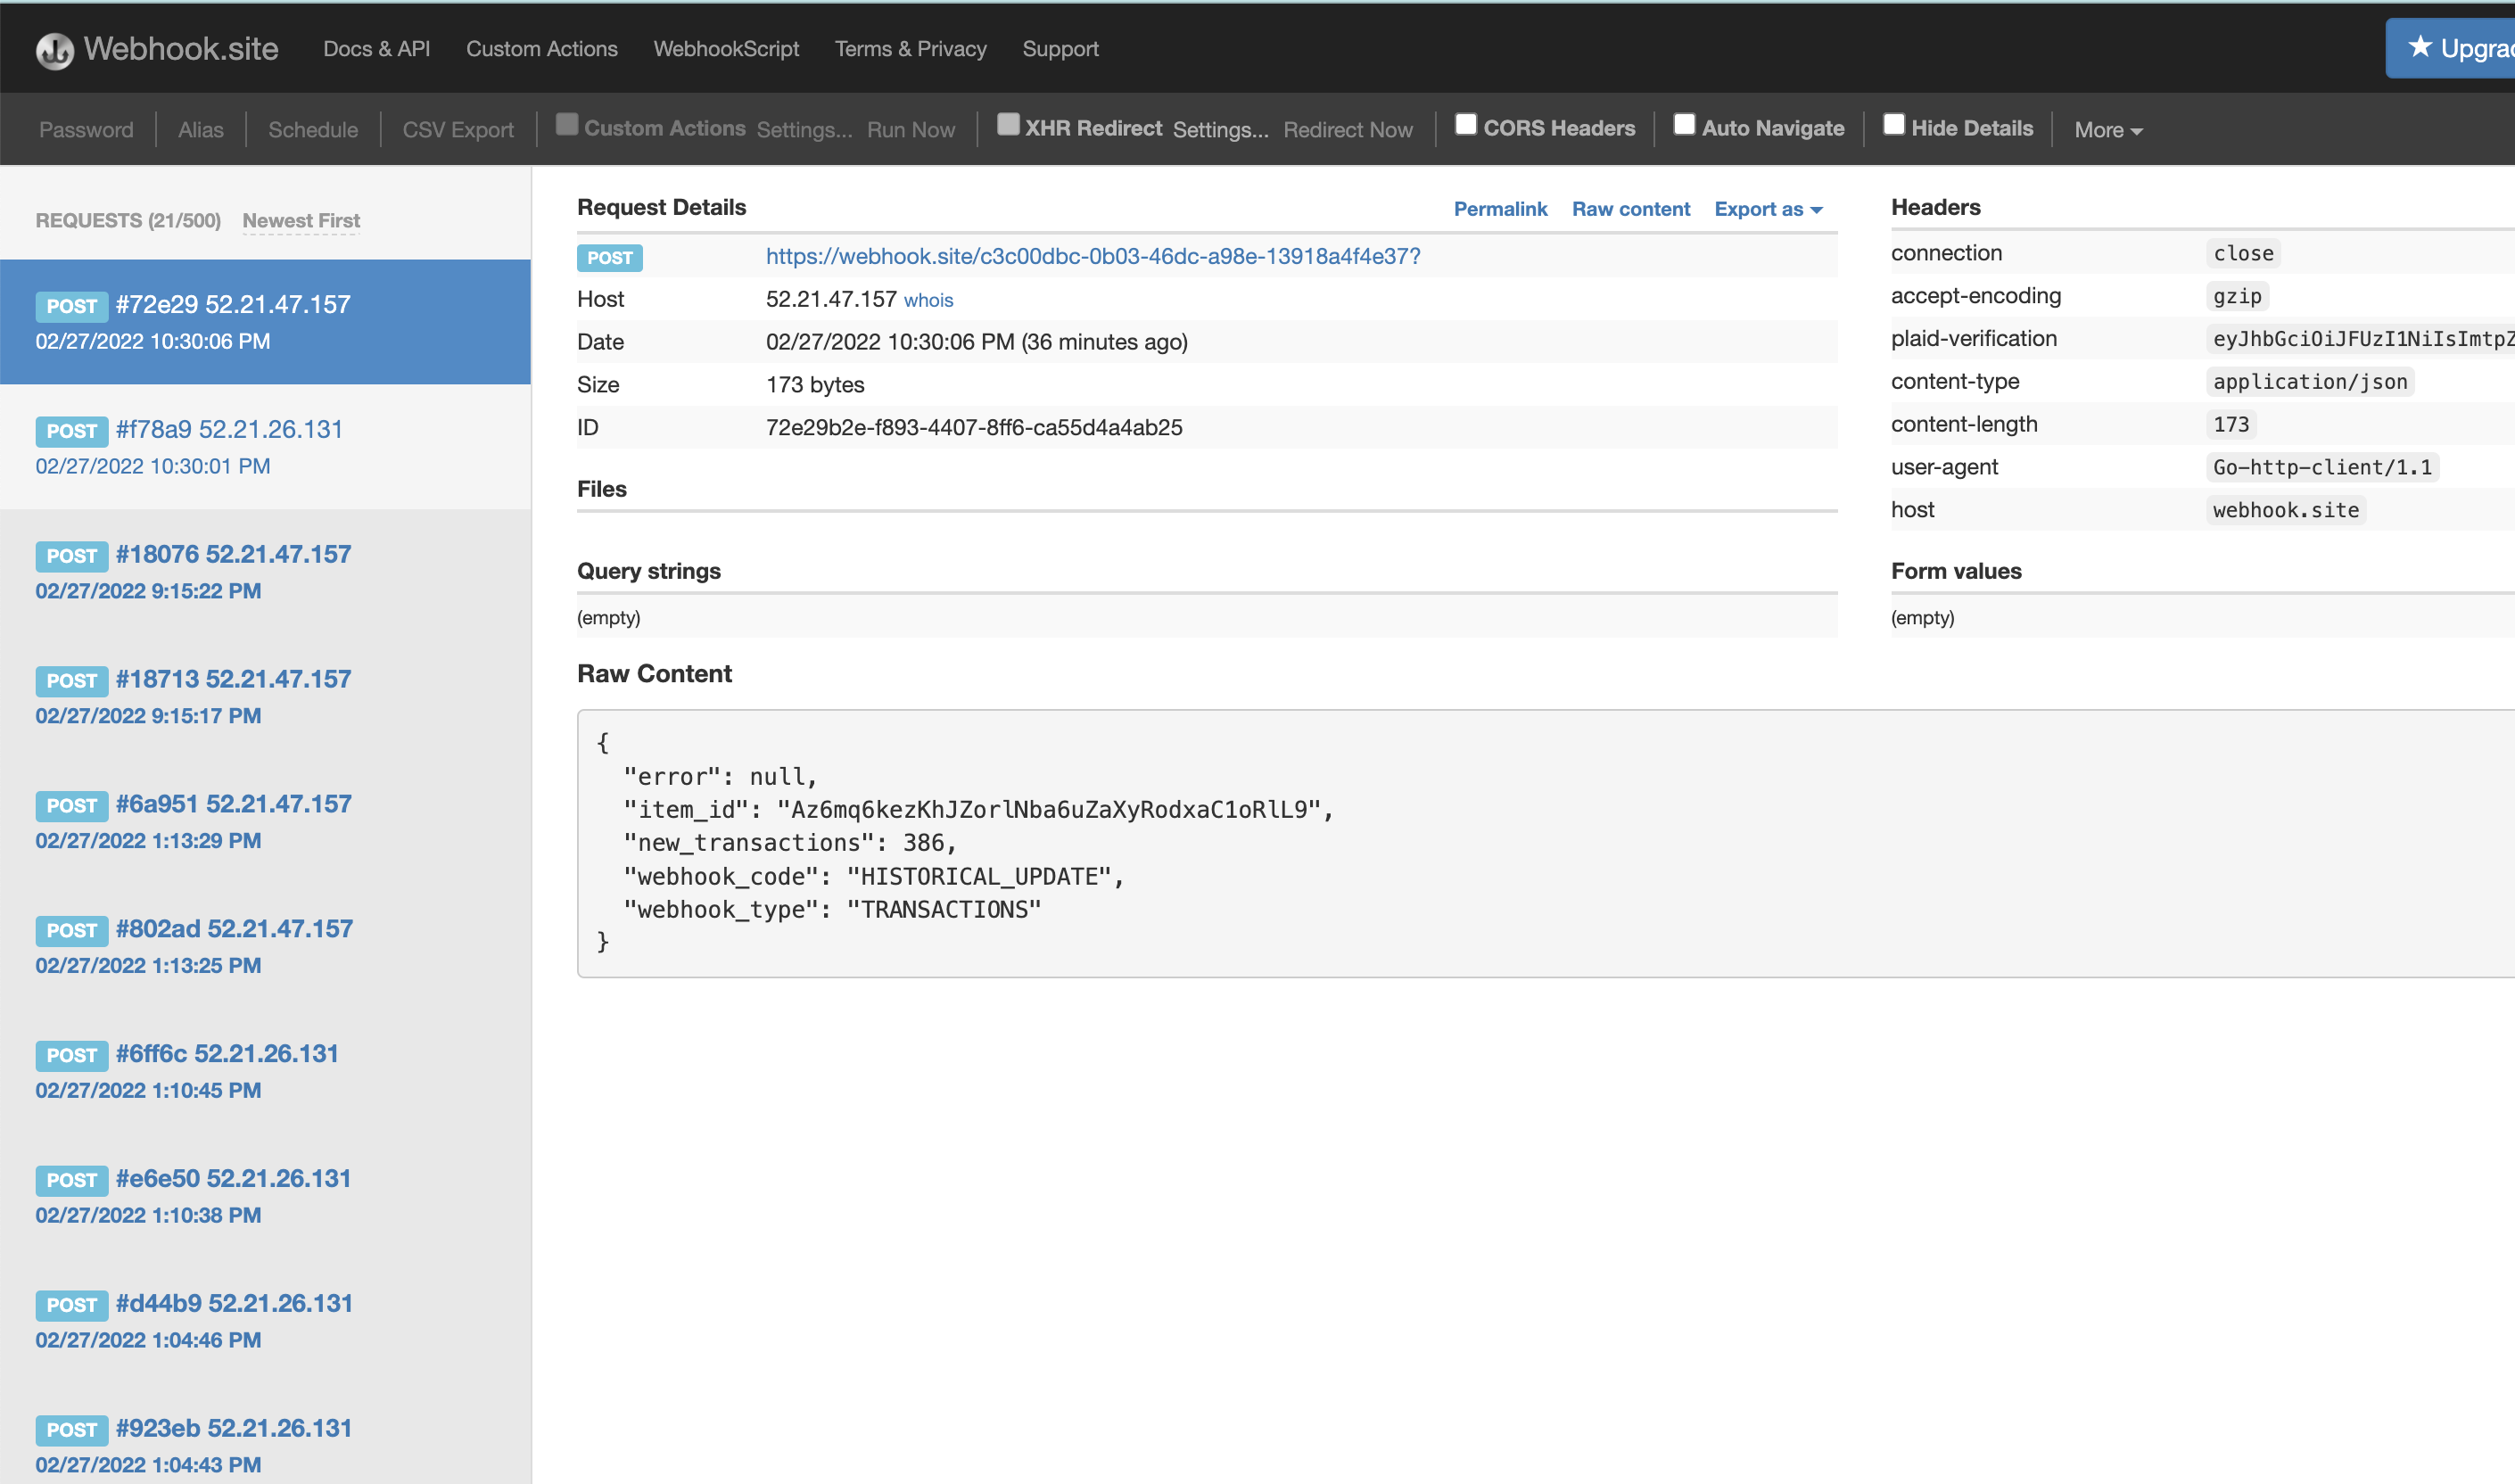 Webhook.site Docs & API Custom Actions WebhookScript Terms & Privacy Support
Password Alias Schedule CSV Export Custom Actions Settings... Run Now XHR Redirect Settings... Redirect Now CORS Headers Auto Navigate Hide Details More
REQUESTS (21/500) Newest First
POST #72e29 52.21.47.157
02/27/2022 10:30:06 PM
POST #f78a9 52.21.26.131
02/27/2022 10:30:01 PM
POST #18076 52.21.47.157
02/27/2022 9:15:22 PM
POST #18713 52.21.47.157
02/27/2022 9:15:17 PM
POST #6a951 52.21.47.157
02/27/2022 1:13:29 PM
POST #802ad 52.21.47.157
02/27/2022 1:13:25 PM
POST #6ff6c 52.21.26.131
02/27/2022 1:10:45 PM
POST #e6e50 52.21.26.131
02/27/2022 1:10:38 PM
POST #d44b9 52.21.26.131
02/27/2022 1:04:46 PM
POST #923eb 52.21.26.131
02/27/2022 1:04:43 PM
Request Details Permalink Raw content Export as
POST https://webhook.site/c3c00dbc-0b03-46dc-a98e-13918a4f4e37?
Host 52.21.47.157 whois
Date 02/27/2022 10:30:06 PM (36 minutes ago)
Size 173 bytes
ID 72e29b2e-f893-4407-8ff6-ca55d4a4ab25
Files
Query strings
(empty)
Headers
connection close
accept-encoding gzip
plaid-verification
content-type application/json
content-length 173
user-agent Go-http-client/1.1
host webhook.site
Form values
(empty)
Raw Content
{
"error": null,
"item_id": "Az6mq6kezKhJZorlNba6uZaXyRodxaC1oRlL9",
"new_transactions": 386,
"webhook_code": "HISTORICAL_UPDATE",
"webhook_type": "TRANSACTIONS"
}